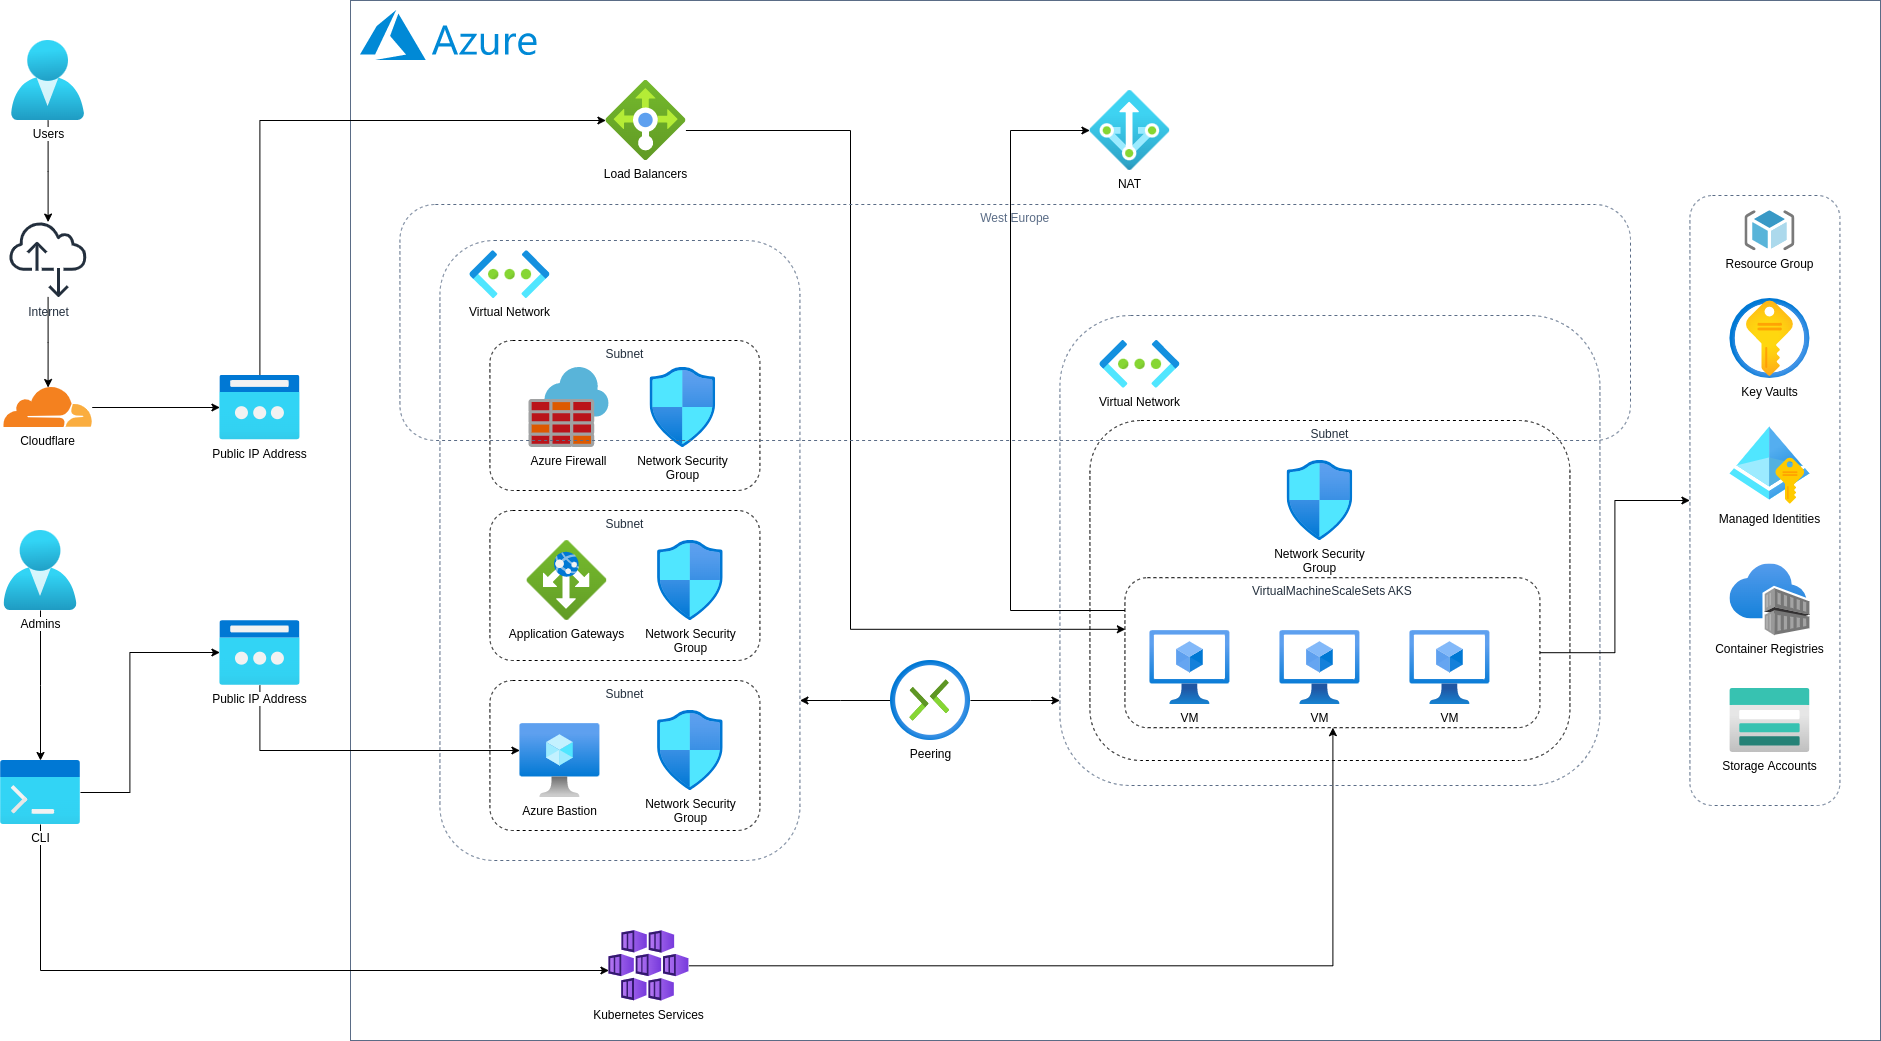 Azure
Users
Load Balancers
NAT
West Europe
Internet
Virtual Network
Resource Group
Subnet
Key Vaults
Virtual Network
Cloudflare
Public IP Address
Azure Firewall
Network Security
Group
Subnet
Managed Identities
Subnet
Network Security
Group
VirtualMachineScaleSets AKS
Admins
Application Gateways
Network Security
Group
Container Registries
Public IP Address
Subnet
VM
VM
VM
Peering
Storage Accounts
Azure Bastion
Network Security
Group
CLI
Kubernetes Services